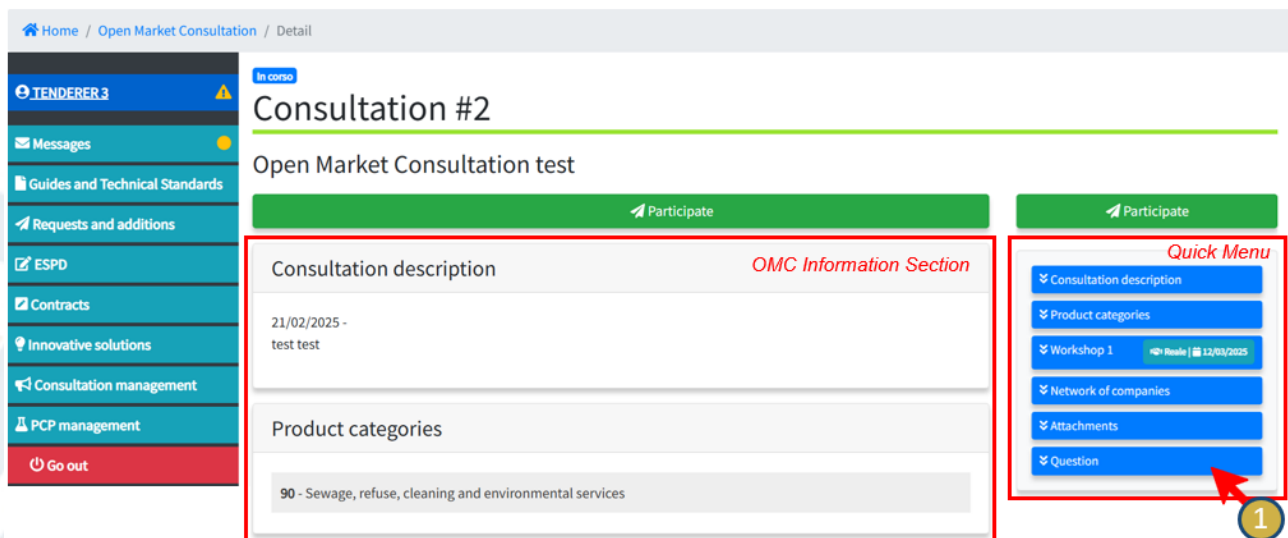 Home / Open Market Consultation / Detail
TENDERER 3
Messages
Guides and Technical Standards
Requests and additions
ESPD
Contracts
Innovative solutions
Consultation management
PCP management
Go out
In corso
Consultation #2
Open Market Consultation test
Participate
Consultation description
OMC Information Section
21/02/2025 -
test test
Product categories
90 - Sewage, refuse, cleaning and environmental services
Participate
Quick Menu
Consultation description
Product categories
Workshop 1 Reale | 12/03/2025
Network of companies
Attachments
Question
1